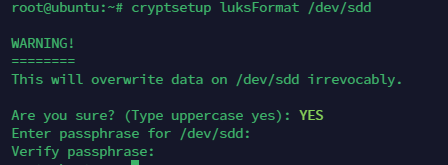 root@ubuntu:~# cryptsetup luksFormat /dev/sdd
WARNING!
========
This will overwrite data on /dev/sdd irrevocably.
Are you sure? (Type uppercase yes): YES
Enter passphrase for /dev/sdd:
Verify passphrase: